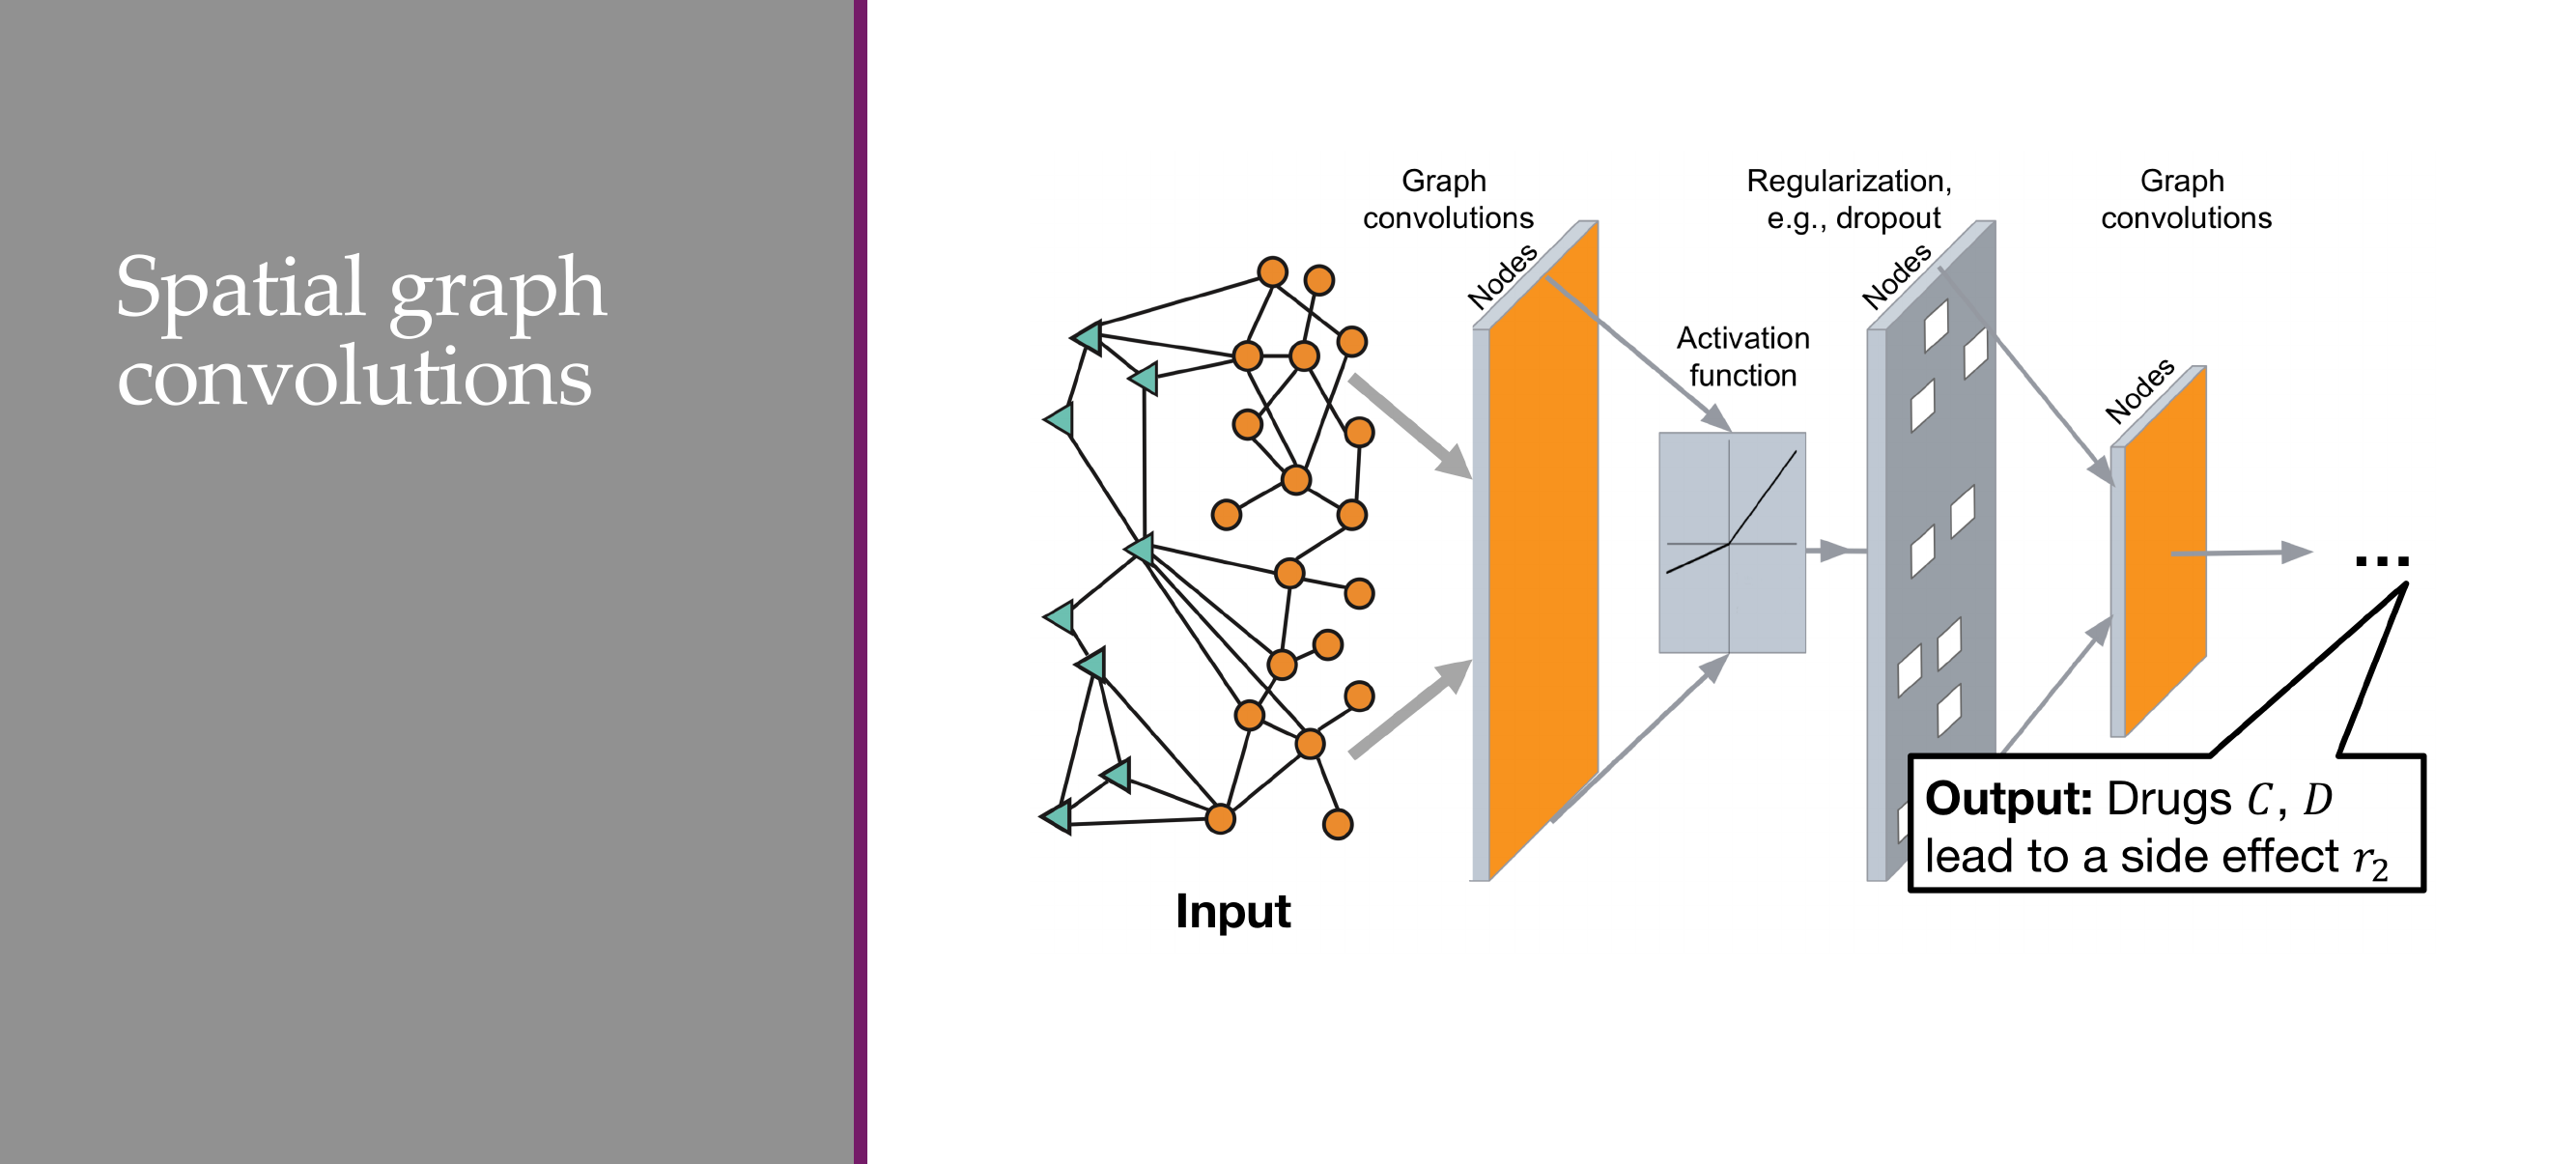 Spatial graph
convolutions
Graph
convolutions
Nodes
Activation
function
Regularization,
e.g., dropout
Nodes
Graph
convolutions
Nodes
...
Output: Drugs C, D
lead to a side effect r₂
Input